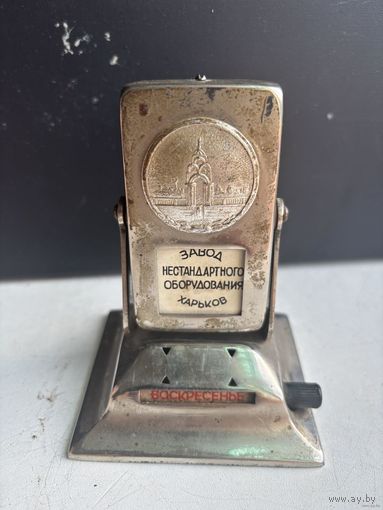 ЗАВОД
НЕСТАНДАРТНОГО
ОБОРУДОВАНИЯ
ХАРЬКОВ
ВОСКРЕСЕНЬЕ
www.ay.by